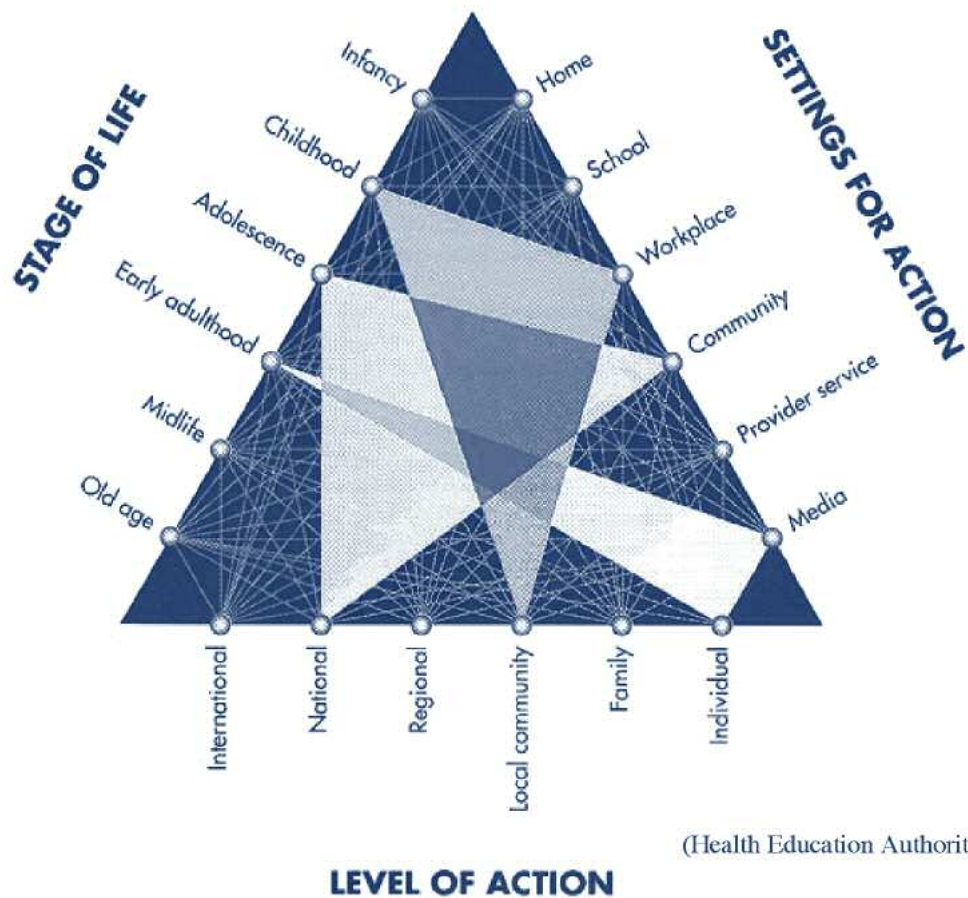 STAGE OF LIFE
Infancy
Childhood
Adolescence
Early adulthood
Midlife
Old age
SETTINGS FOR ACTION
Home
School
Workplace
Community
Provider service
Media
International
National
Regional
Local community
Family
Individual
(Health Education Authorit
LEVEL OF ACTION